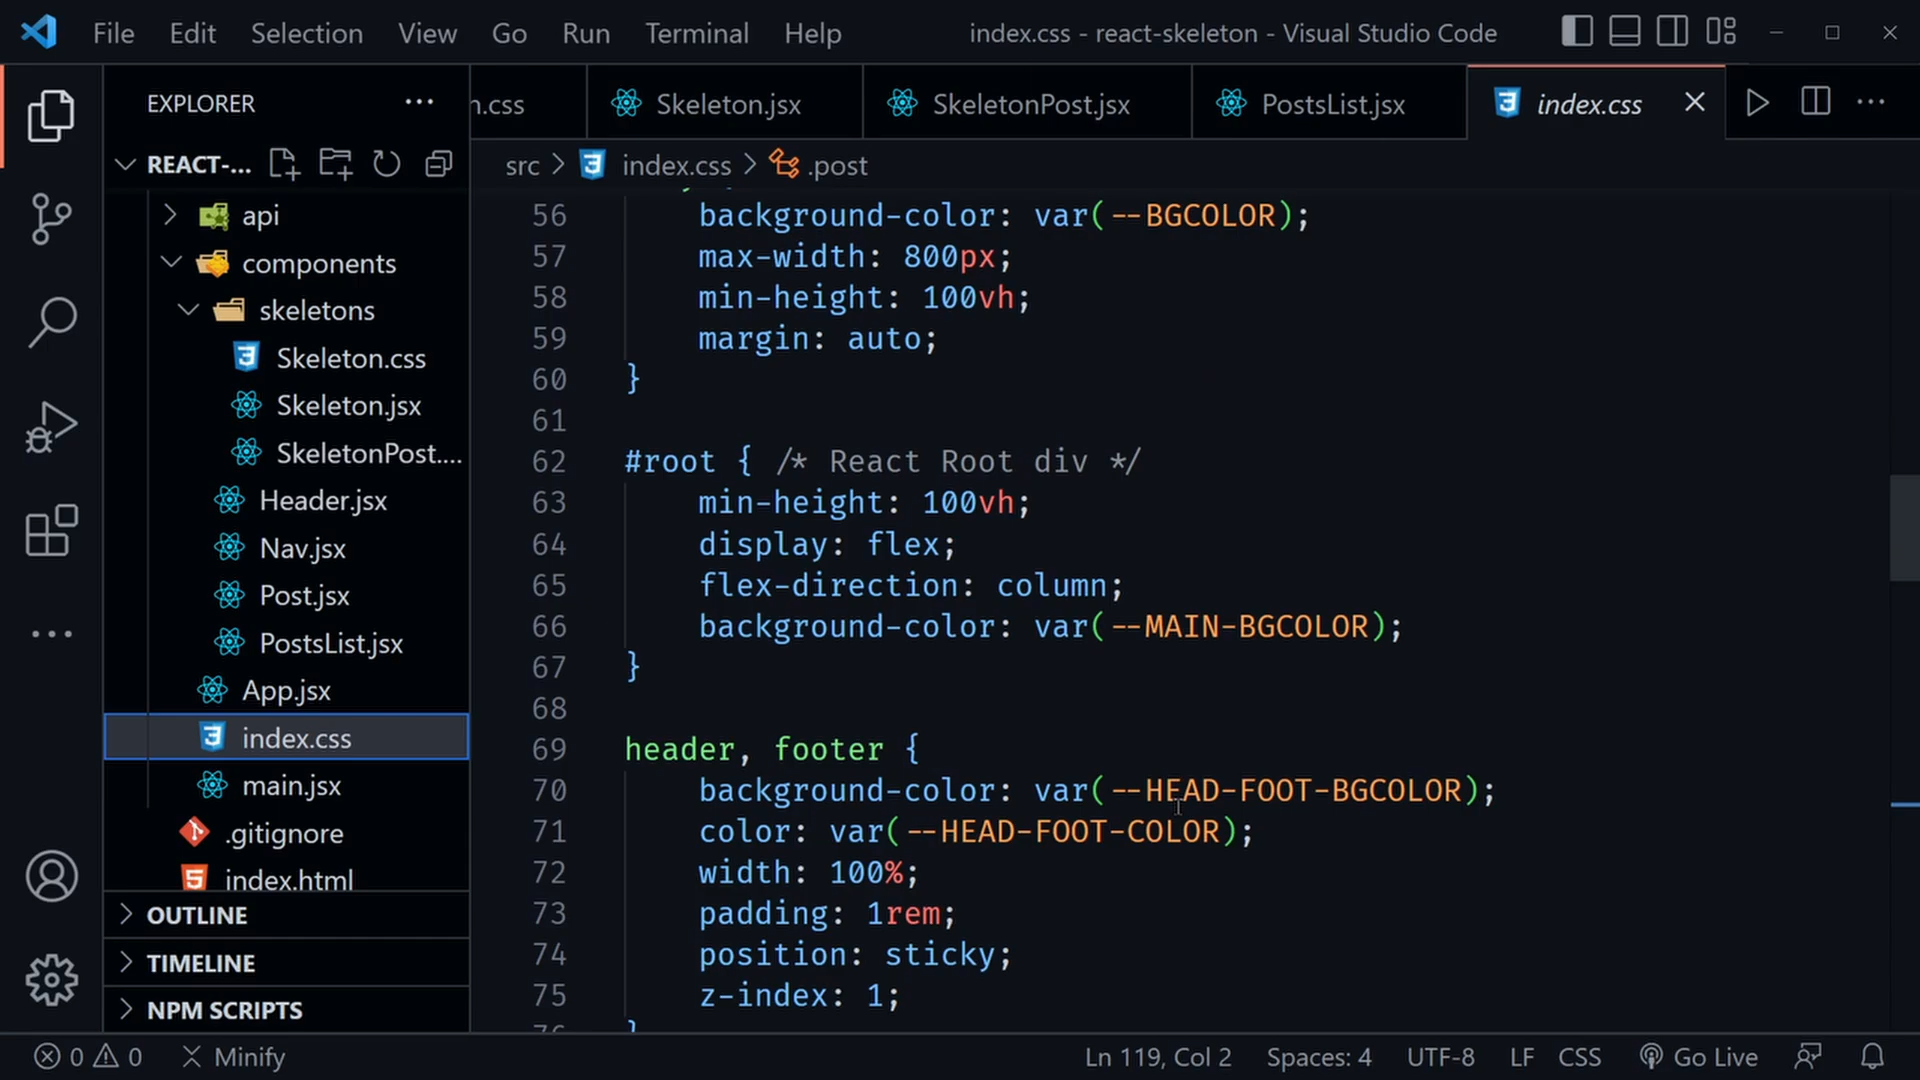 File Edit Selection View Go Run Terminal Help index.css - react-skeleton - Visual Studio Code
EXPLORER
n.css Skeleton.jsx SkeletonPost.jsx PostsList.jsx index.css
REACT-...
src > index.css > .post
api
components
skeletons
Skeleton.css
Skeleton.jsx
SkeletonPost....
Header.jsx
Nav.jsx
Post.jsx
PostsList.jsx
App.jsx
index.css
main.jsx
.gitignore
index.html
OUTLINE
TIMELINE
NPM SCRIPTS
56 background-color: var(--BGCOLOR);
57 max-width: 800px;
58 min-height: 100vh;
59 margin: auto;
60 }
61
62 #root { /* React Root div */
63 min-height: 100vh;
64 display: flex;
65 flex-direction: column;
66 background-color: var(--MAIN-BGCOLOR);
67 }
68
69 header, footer {
70 background-color: var(--HEAD-FOOT-BGCOLOR);
71 color: var(--HEAD-FOOT-COLOR);
72 width: 100%;
73 padding: 1rem;
74 position: sticky;
75 z-index: 1;
76 }
0 0 Minify Ln 119, Col 2 Spaces: 4 UTF-8 LF CSS Go Live